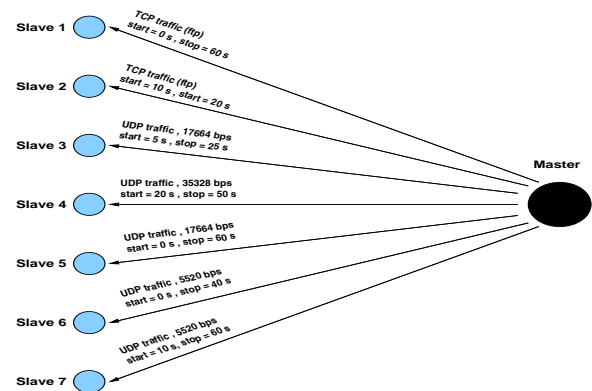 Slave 1
TCP traffic (ftp)
start = 0 s , stop = 60 s
Slave 2
TCP traffic (ftp)
start = 10 s , start = 20 s
Slave 3
UDP traffic , 17664 bps
start = 5 s , stop = 25 s
Master
Slave 4
UDP traffic , 35328 bps
start = 20 s , stop = 50 s
Slave 5
UDP traffic , 17664 bps
start = 0 s , stop = 60 s
Slave 6
UDP traffic , 5520 bps
start = 0 s , stop = 40 s
Slave 7
UDP traffic , 5520 bps
start = 10 s, stop = 60 s